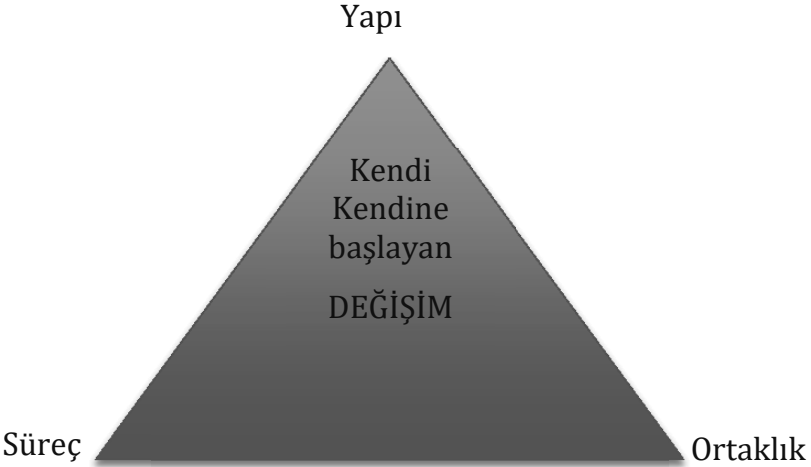 Yapı
Kendi
Kendine
başlayan
DEĞİŞİM
Süreç
Ortaklık